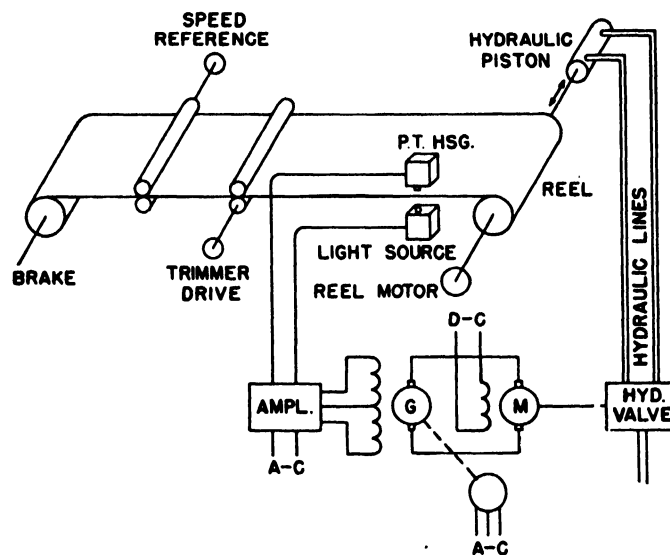 SPEED
REFERENCE
HYDRAULIC
PISTON
P.T. HSG.
REEL
BRAKE
TRIMMER
DRIVE
LIGHT SOURCE
REEL MOTOR
HYDRAULIC LINES
D-C
AMPL.
G
M
HYD.
VALVE
A-C
A-C